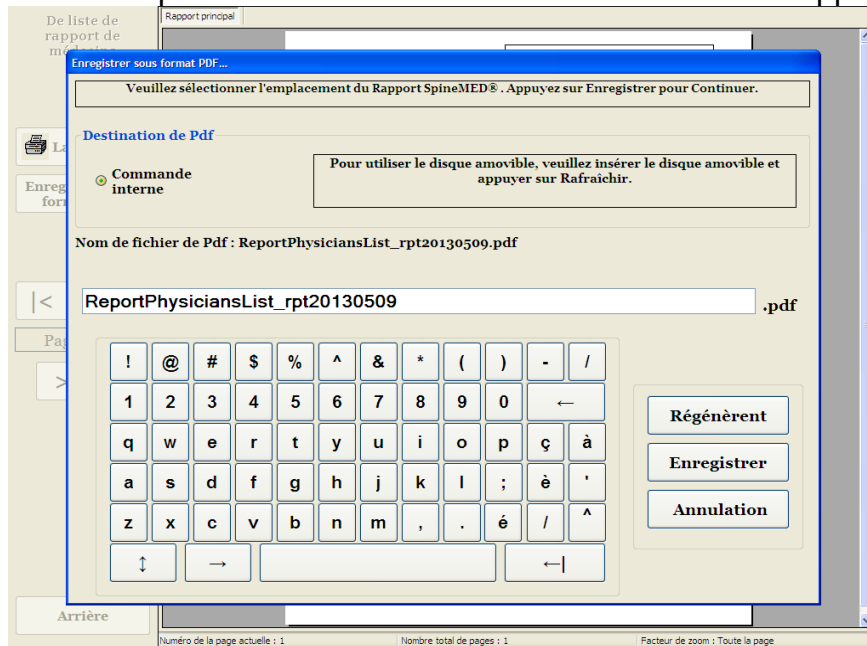 De liste de
rapport de
Rapport principal
Enregistrer sous format PDF...
Veuillez sélectionner l'emplacement du Rapport SpineMED® . Appuyez sur Enregistrer pour Continuer.
Destination de Pdf
Commande
interne
Pour utiliser le disque amovible, veuillez insérer le disque amovible et
appuyer sur Rafraîchir.
Nom de fichier de Pdf : ReportPhysiciansList_rpt20130509.pdf
ReportPhysiciansList_rpt20130509 .pdf
|<
>
! @ # $ % ^ & * ( ) - /
1 2 3 4 5 6 7 8 9 0 ←
q w e r t y u i o p ç à
a s d f g h j k l ; è '
z x c v b n m , . é / ^
↕ → ←|
Régénèrent
Enregistrer
Annulation
Arrière
Numéro de la page actuelle : 1 Nombre total de pages : 1 Facteur de zoom : Toute la page